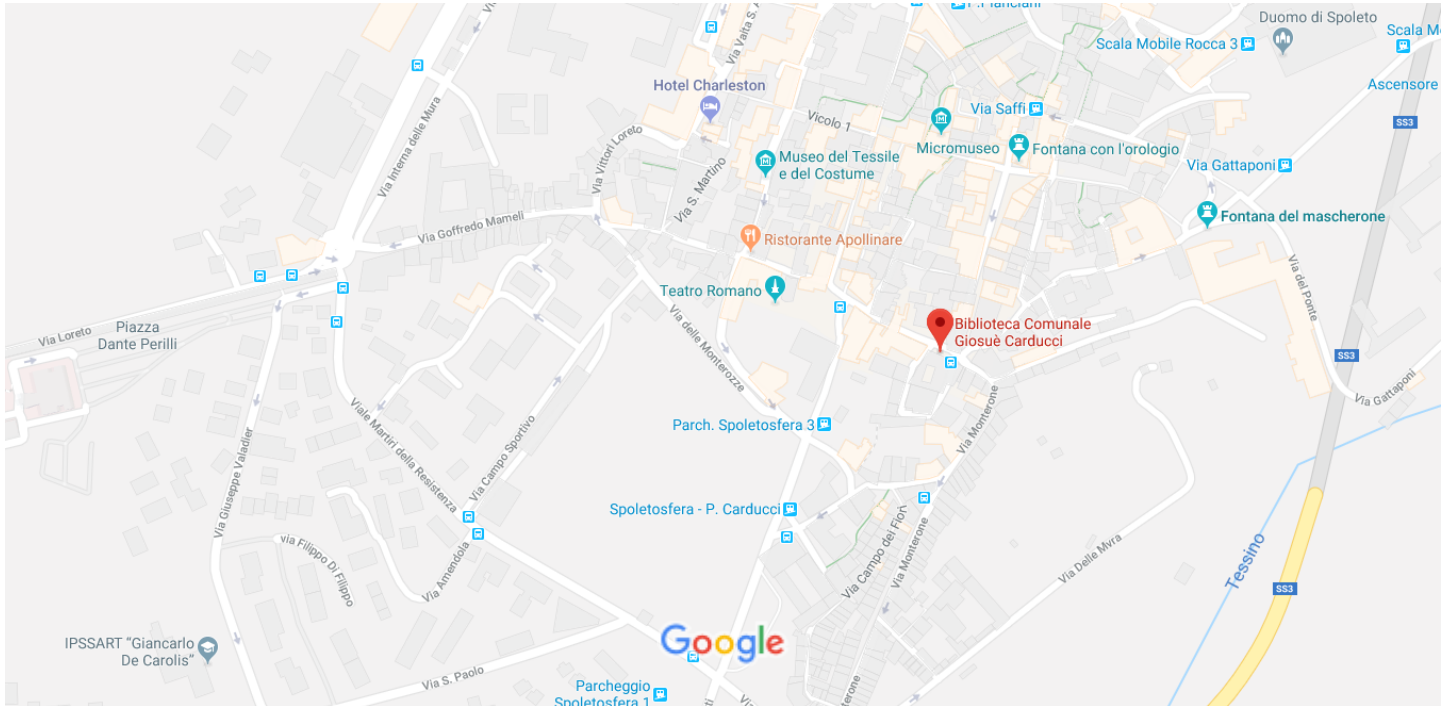 P.Pianciani
Duomo di Spoleto
Scala Mobile Rocca 3
Scala M
Via Vaita S. A
Hotel Charleston
Ascensore
Via Interna delle Mura
Vicolo 1
Via Saffi
SS3
Via Vittori Loreto
Museo del Tessile
e del Costume
Micromuseo
Fontana con l'orologio
Via Gattaponi
Via S. Martino
Fontana del mascherone
Via Goffredo Mameli
Ristorante Apollinare
Via del Ponte
Teatro Romano
Via Loreto
Piazza
Dante Perilli
Via delle Monterozze
Biblioteca Comunale
Giosuè Carducci
SS3
Via Gattaponi
Viale Martiri della Resistenza
Via Campo Sportivo
Via Monterone
Parch. Spoletosfera 3
Via Giuseppe Valadier
Spoletosfera - P. Carducci
via Filippo Di Filippo
Via Amendola
Via Campo dei Fiori
Via Monterone
Via Delle Mvra
Tessino
SS3
IPSSART "Giancarlo
De Carolis"
Google
Via S. Paolo
Parcheggio
Spoletosfera 1
Monterone